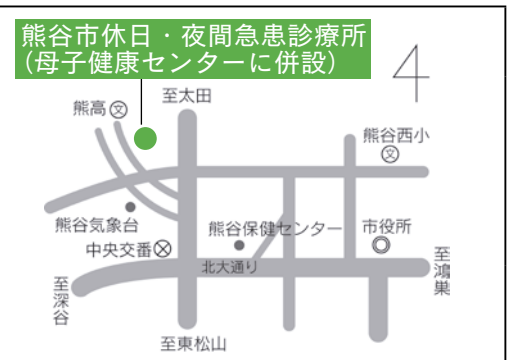 熊谷市休日・夜間急患診療所
（母子健康センターに併設）
至太田
熊高
文
熊谷西小
文
熊谷気象台
熊谷保健センター
市役所
中央交番
北大通り
至鴻巣
至深谷
至東松山